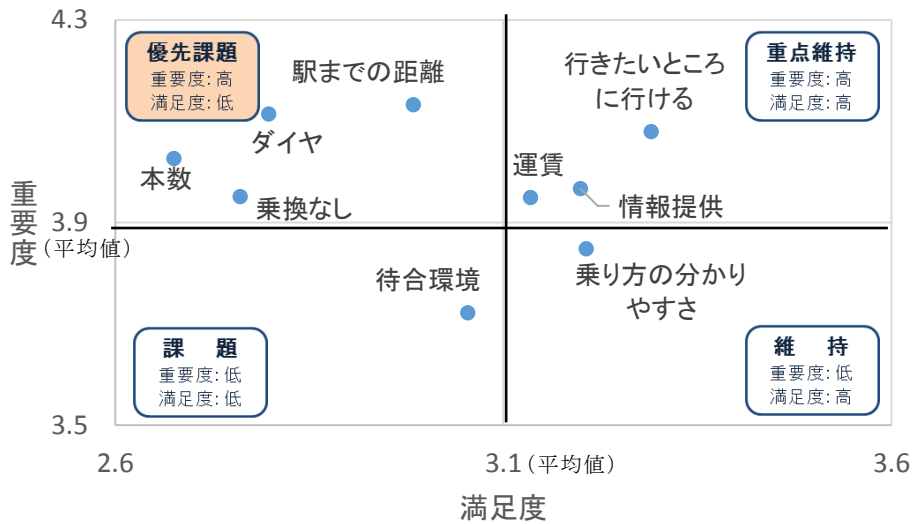 4.3
優先課題
重要度:高
満足度:低
駅までの距離
行きたいところ
に行ける
重点維持
重要度:高
満足度:高
ダイヤ
本数
乗換なし
運賃
情報提供
重要度
3.9
(平均値)
待合環境
乗り方の分かり
やすさ
課 題
重要度:低
満足度:低
維 持
重要度:低
満足度:高
3.5
2.6
3.1(平均値)
3.6
満足度